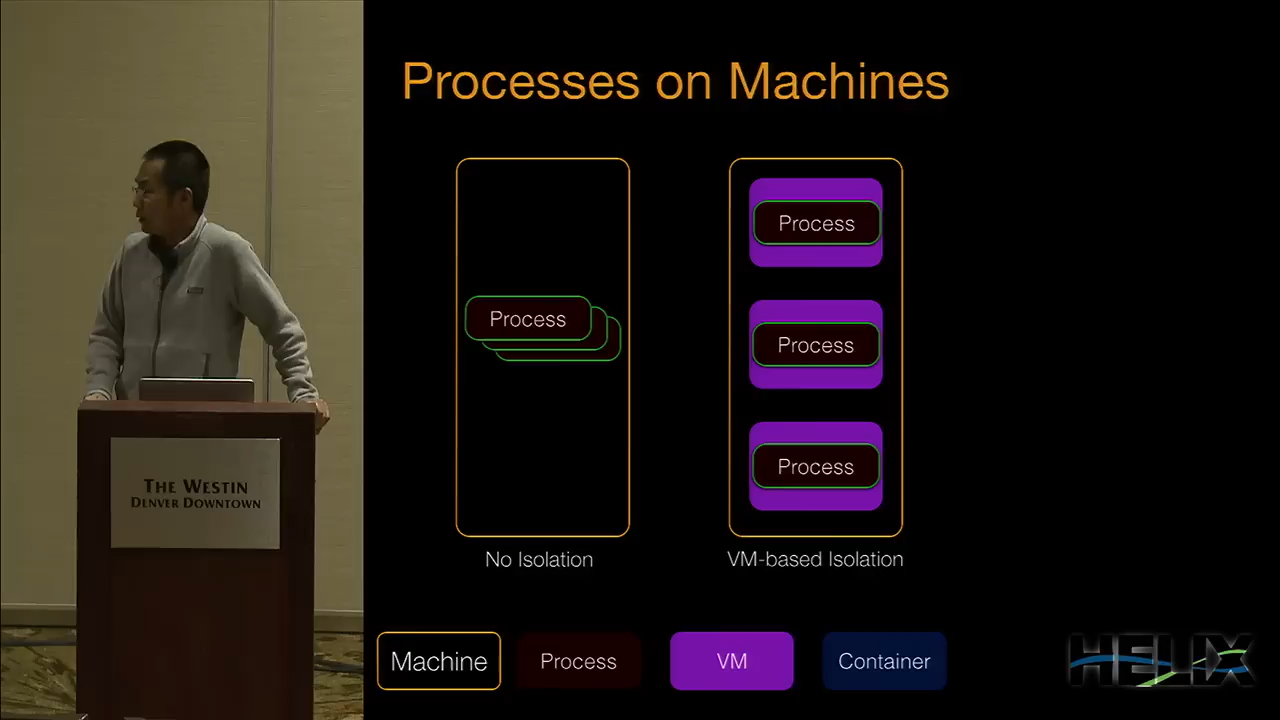 Processes on Machines
Process
Process
Process
Process
No Isolation
VM-based Isolation
Machine
Process
VM
Container
HELIX
THE WESTIN
DENVER DOWNTOWN